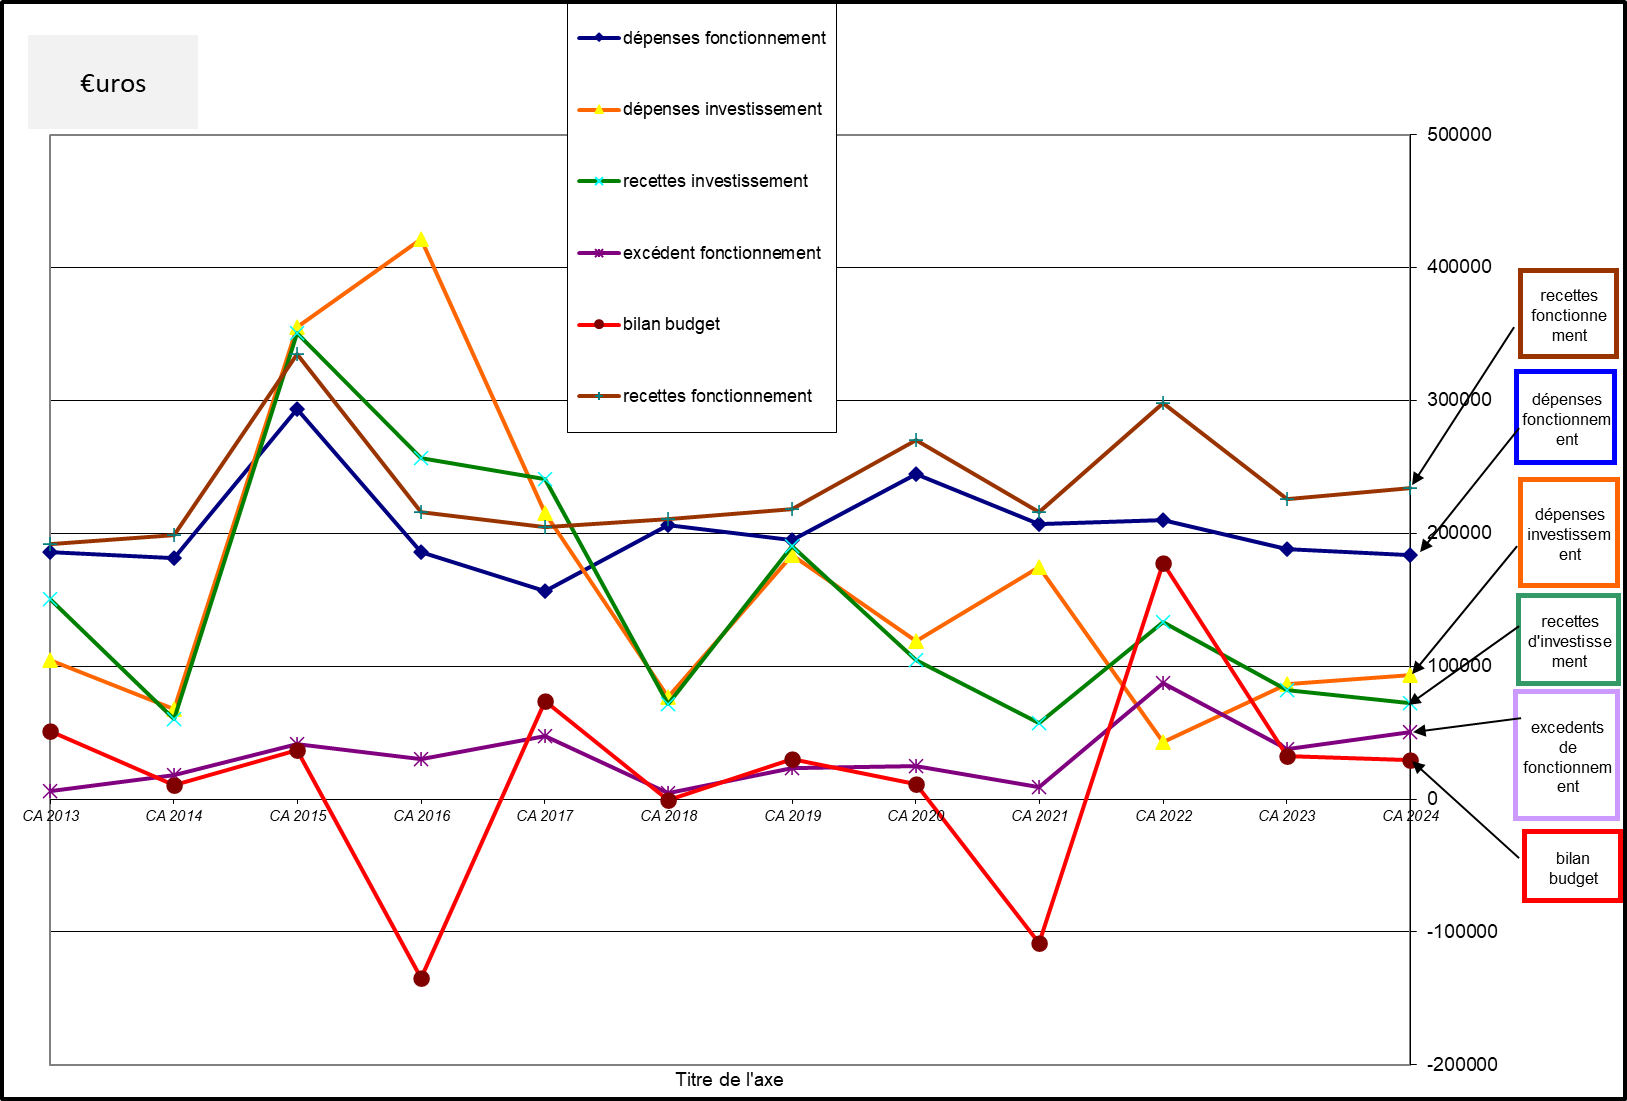 €uros
dépenses fonctionnement
dépenses investissement
recettes investissement
excédent fonctionnement
bilan budget
recettes fonctionnement
500000
400000
300000
200000
100000
0
-100000
-200000
CA 2013
CA 2014
CA 2015
CA 2016
CA 2017
CA 2018
CA 2019
CA 2020
CA 2021
CA 2022
CA 2023
CA 2024
Titre de l'axe
recettes
fonctionne
ment
dépenses
fonctionnem
ent
dépenses
investissem
ent
recettes
d'investisse
ment
excedents
de
fonctionnem
ent
bilan
budget